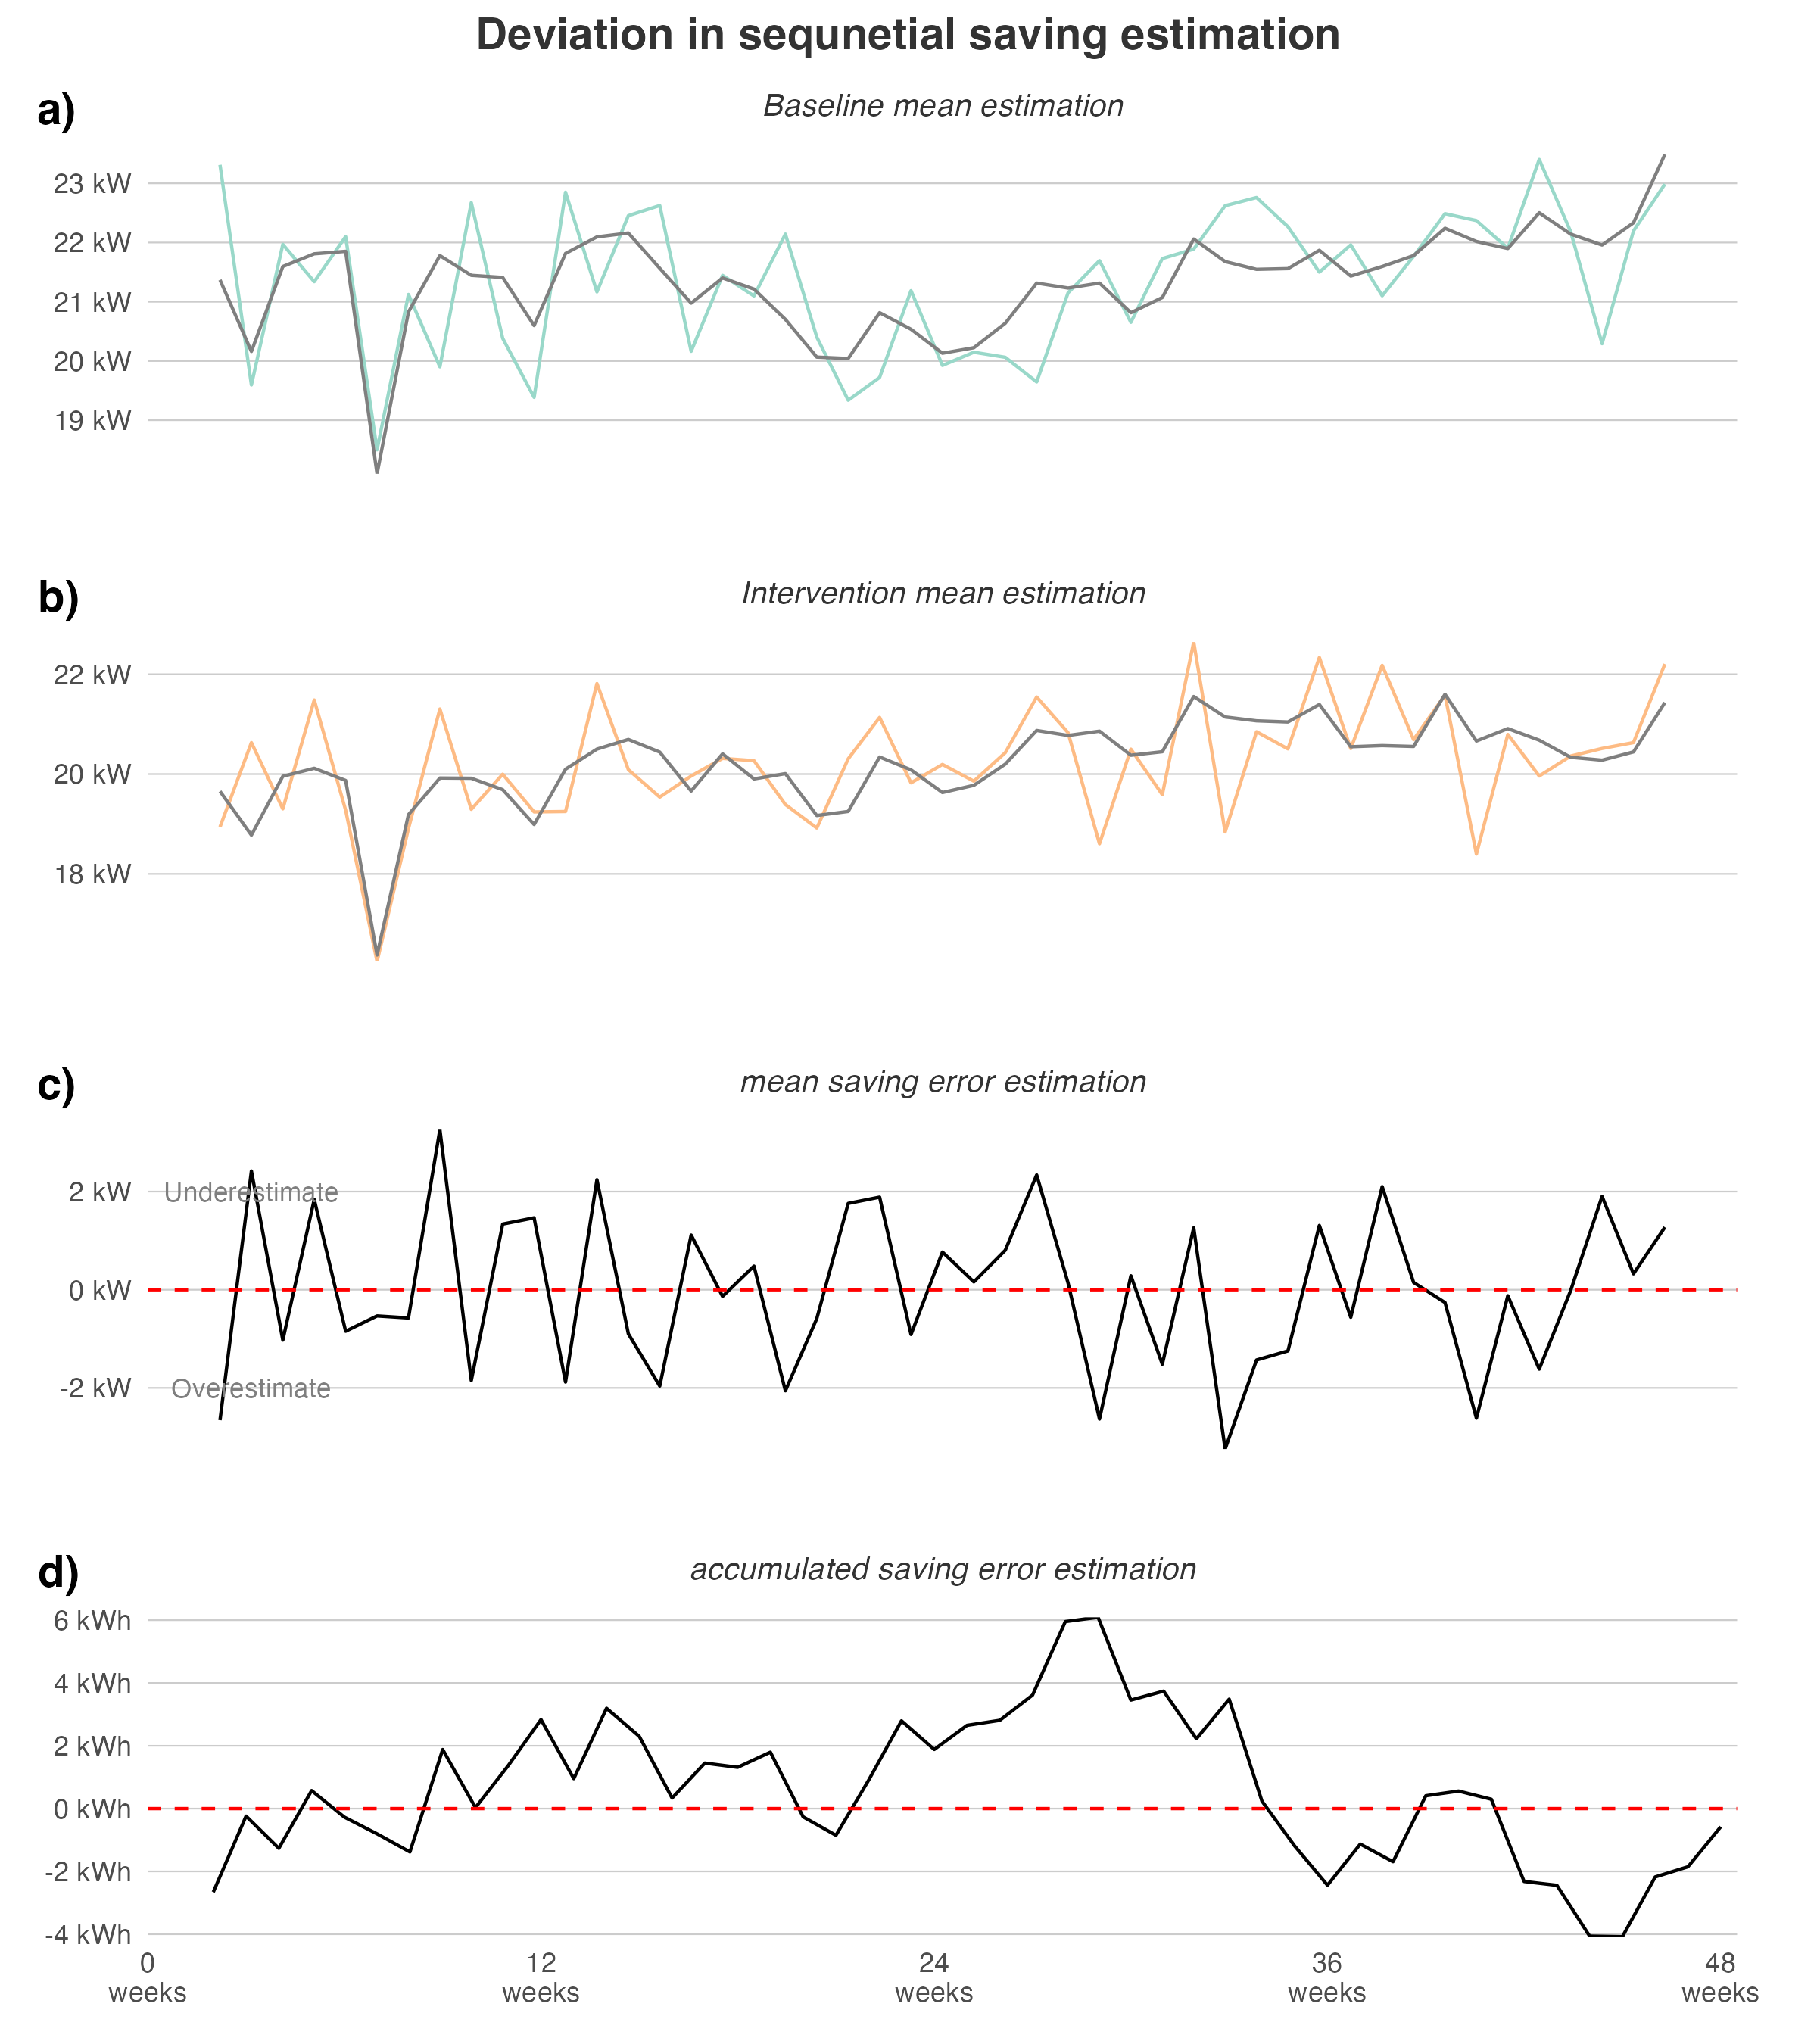 Deviation in sequnetial saving estimation
a)
Baseline mean estimation
23 kW
22 kW
21 kW
20 kW
19 kW
b)
Intervention mean estimation
22 kW
20 kW
18 kW
c)
mean saving error estimation
2 kW
Underestimate
0 kW
-2 kW
Overestimate
d)
accumulated saving error estimation
6 kWh
4 kWh
2 kWh
0 kWh
-2 kWh
-4 kWh
0
weeks
12
weeks
24
weeks
36
weeks
48
weeks